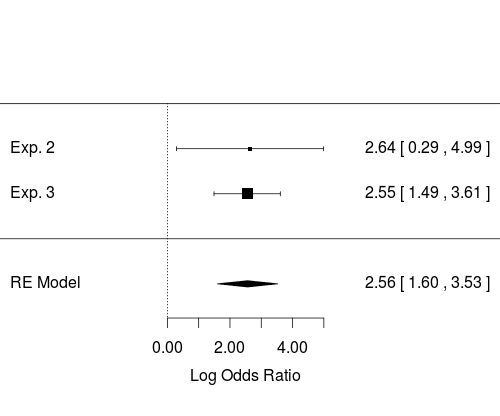 Exp. 2 2.64 [ 0.29 , 4.99 ]
Exp. 3 2.55 [ 1.49 , 3.61 ]
RE Model 2.56 [ 1.60 , 3.53 ]
0.00 2.00 4.00
Log Odds Ratio